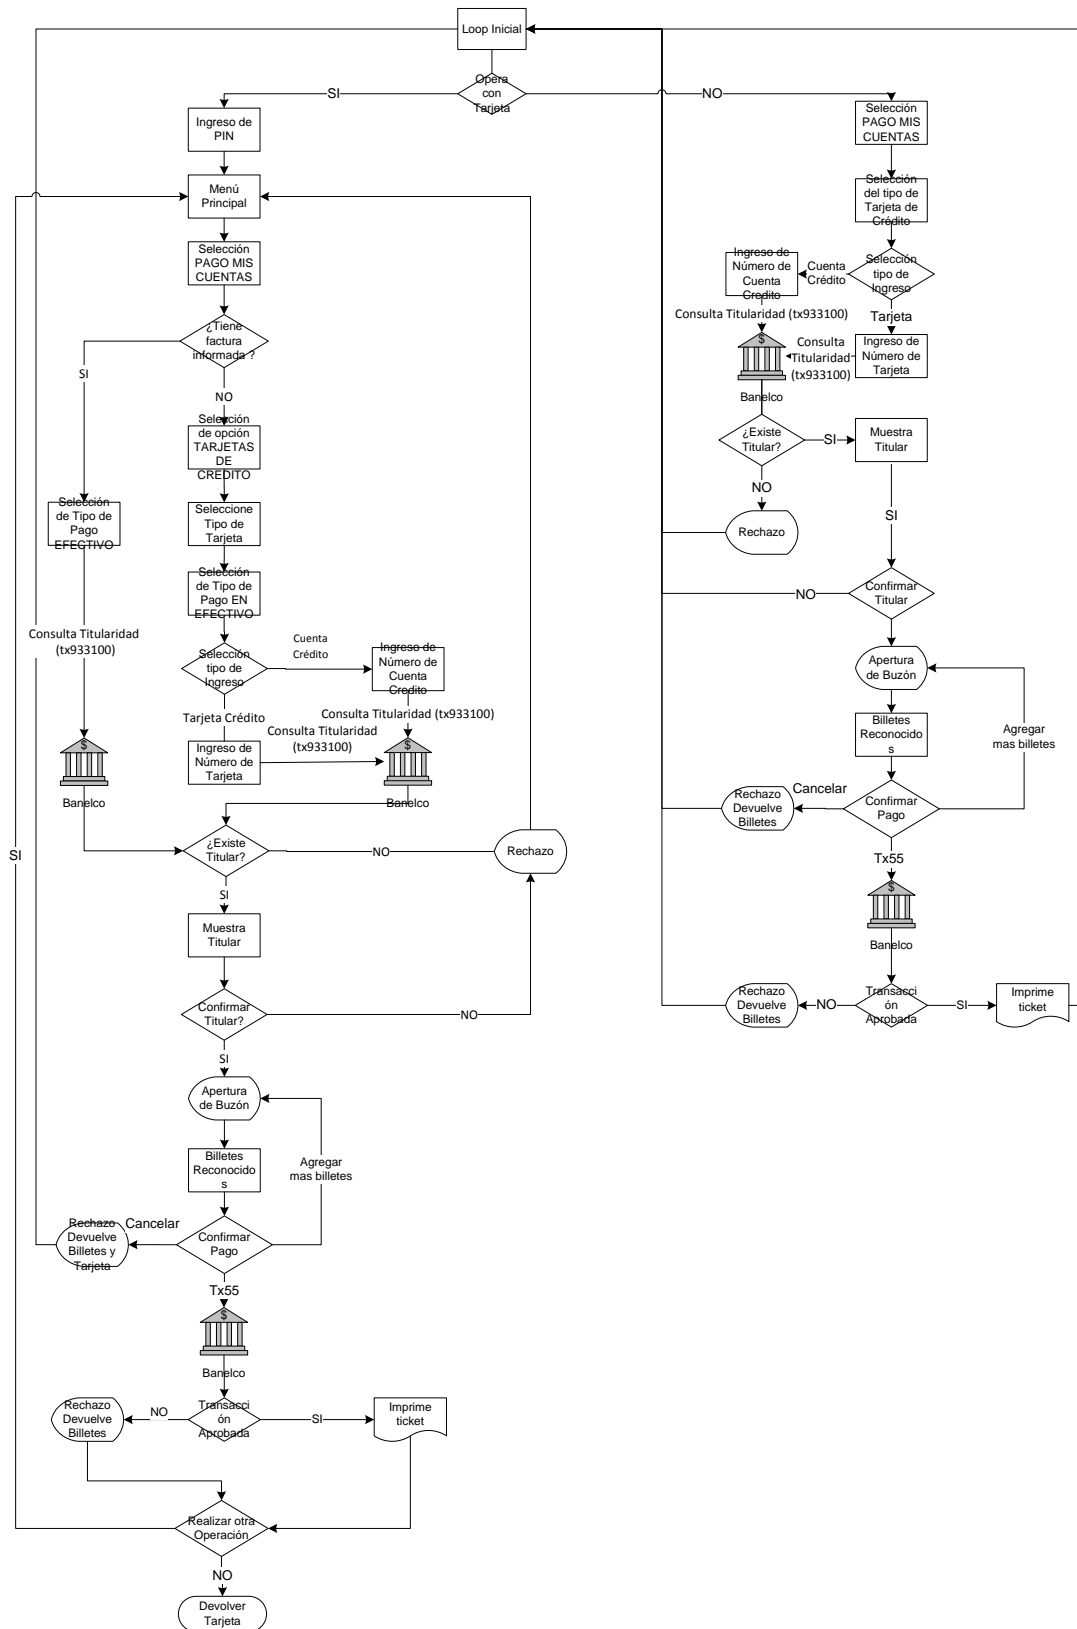 Loop Inicial
Opera
con
Tarjeta
SI
NO
Ingreso de
PIN
Menú
Principal
Selección
PAGO MIS
CUENTAS
¿Tiene
factura
informada ?
SI
NO
Selección
de opción
TARJETAS
DE
CREDITO
Selección
de Tipo de
Pago
EFECTIVO
Seleccione
Tipo de
Tarjeta
Selección
de Tipo de
Pago EN
EFECTIVO
Consulta Titularidad
(tx933100)
Selección
tipo de
Ingreso
Cuenta
Crédito
Ingreso de
Número de
Cuenta
Credito
Tarjeta Crédito
Consulta Titularidad (tx933100)
Consulta Titularidad
(tx933100)
Ingreso de
Número de
Tarjeta
$
Banelco
$
Banelco
¿Existe
Titular?
NO
Rechazo
SI
SI
Muestra
Titular
Confirmar
Titular?
NO
SI
Apertura
de Buzón
Billetes
Reconocido
s
Agregar
mas billetes
Confirmar
Pago
Cancelar
Rechazo
Devuelve
Billetes y
Tarjeta
Tx55
$
Banelco
Transacci
ón
Aprobada
NO
Rechazo
Devuelve
Billetes
SI
Imprime
ticket
Realizar otra
Operación
NO
Devolver
Tarjeta
Selección
PAGO MIS
CUENTAS
Selección
del tipo de
Tarjeta de
Crédito
Selección
tipo de
Ingreso
Cuenta
Crédito
Ingreso de
Número de
Cuenta
Credito
Tarjeta
Consulta Titularidad (tx933100)
Ingreso de
Número de
Tarjeta
Consulta
Titularidad
(tx933100)
$
Banelco
¿Existe
Titular?
SI
Muestra
Titular
NO
Rechazo
SI
Confirmar
Titular
NO
Apertura
de Buzón
Billetes
Reconocido
s
Agregar
mas billetes
Confirmar
Pago
Cancelar
Rechazo
Devuelve
Billetes
Tx55
$
Banelco
Transacci
ón
Aprobada
NO
Rechazo
Devuelve
Billetes
SI
Imprime
ticket